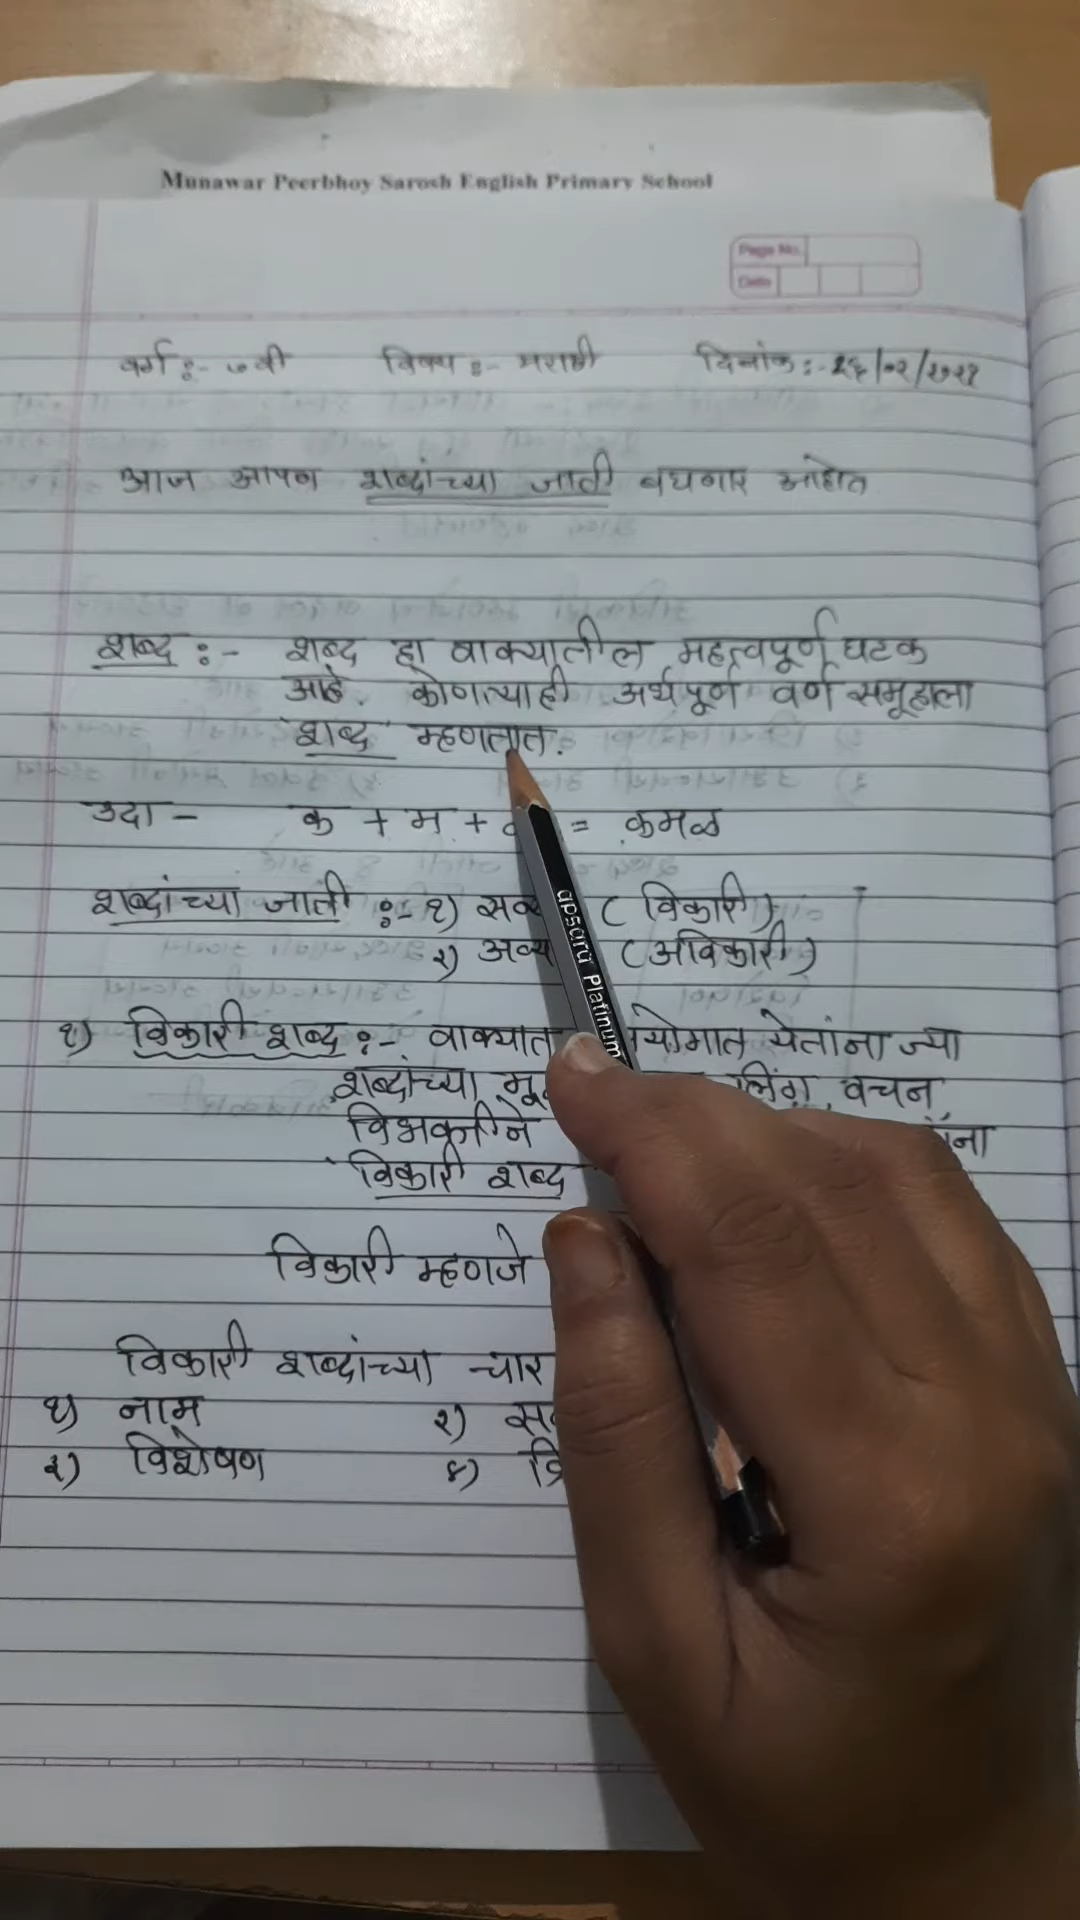 Munawar Peerbhoy Sarosh English Primary School
Page No.
Date
वर्ग :- ७वी विषय :- मराठी दिनांक :- २६/०२/२०२१
आज आपण शब्दांच्या जाती बघणार आहोत
शब्द :- शब्द हा वाक्यातील महत्वपूर्ण घटक
आहे. कोणत्याही अर्थपूर्ण वर्ण समूहाला
"शब्द" म्हणतात.
उदा - क + म + = कमळ
शब्दांच्या जाती :- १) सव्य ( विकारी )
२) अव्य ( अविकारी )
१) विकारी शब्द :- वाक्यात येतांना ज्या
शब्दांच्या लिंग, वचन,
विभक्तीने
विकारी शब्द
विकारी म्हणजे
विकारी शब्दांच्या चार
१) नाम २)
३) विशेषण ४)
apsara Platinum